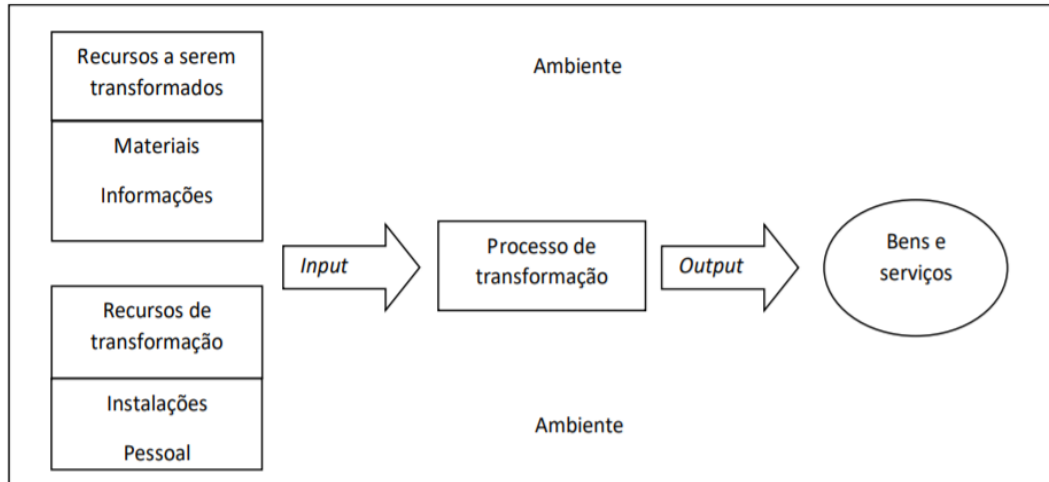 Recursos a serem
transformados
Materiais
Informações
Recursos de
transformação
Instalações
Pessoal
Input
Processo de
transformação
Output
Bens e
serviços
Ambiente
Ambiente